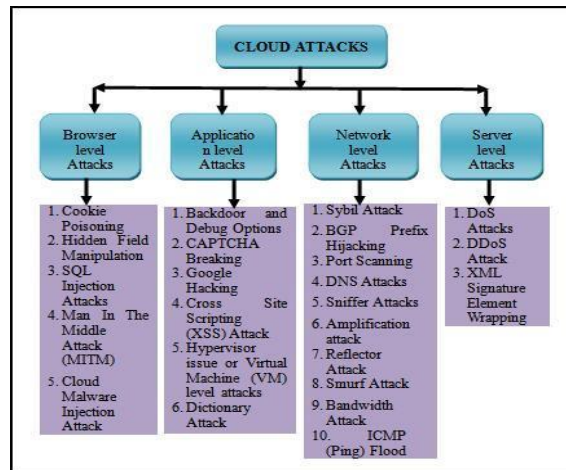 CLOUD ATTACKS
Browser
level
Attacks
Applicatio
n level
Attacks
Network
level
Attacks
Server
level
Attacks
1. Cookie
Poisoning
2. Hidden Field
Manipulation
3. SQL
Injection
Attacks
4. Man In The
Middle
Attack
(MITM)
5. Cloud
Malware
Injection
Attack
1. Backdoor and
Debug Options
2. CAPTCHA
Breaking
3. Google
Hacking
4. Cross Site
Scripting
(XSS) Attack
5. Hypervisor
issue or Virtual
Machine (VM)
level attacks
6. Dictionary
Attack
1. Sybil Attack
2. BGP Prefix
Hijacking
3. Port Scanning
4. DNS Attacks
5. Sniffer Attacks
6. Amplification
attack
7. Reflector
Attack
8. Smurf Attack
9. Bandwidth
Attack
10. ICMP
(Ping) Flood
1. DoS
Attacks
2. DDoS
Attack
3. XML
Signature
Element
Wrapping